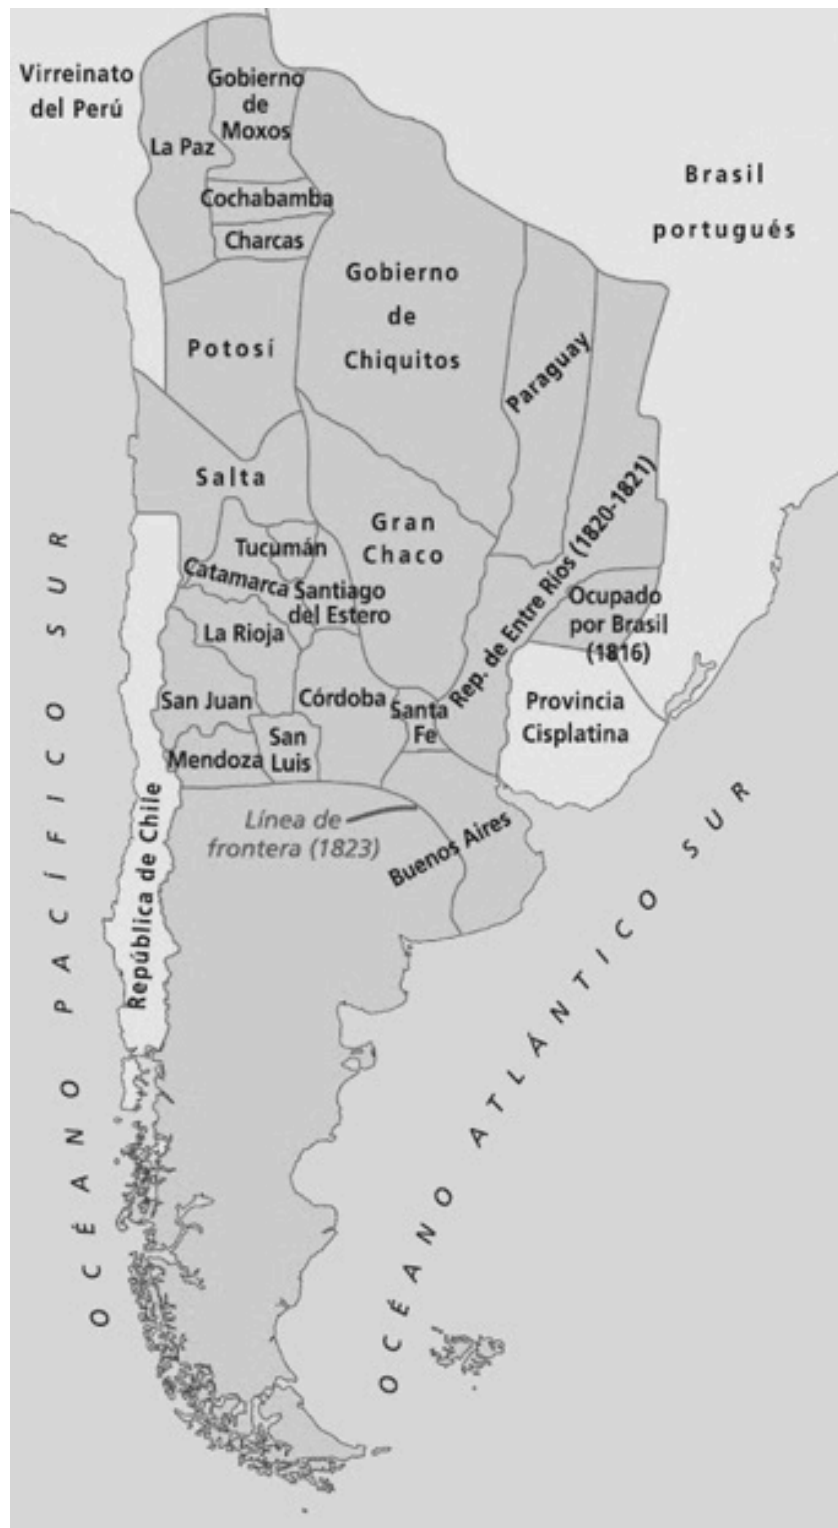 Virreinato
del Perú
Gobierno
de
Moxos
La Paz
Brasil
portugués
Cochabamba
Charcas
Gobierno
de
Chiquitos
Potosí
Paraguay
Salta
Gran
Chaco
Rep. de Entre Ríos (1820-1821)
Tucumán
Catamarca
Santiago
del Estero
Ocupado
por Brasil
(1816)
La Rioja
San Juan
Córdoba
Santa
Fe
Provincia
Cisplatina
Mendoza
San
Luis
República de Chile
Línea de
frontera (1823)
Buenos Aires
OCÉANO PACÍFICO SUR
OCÉANO ATLÁNTICO SUR